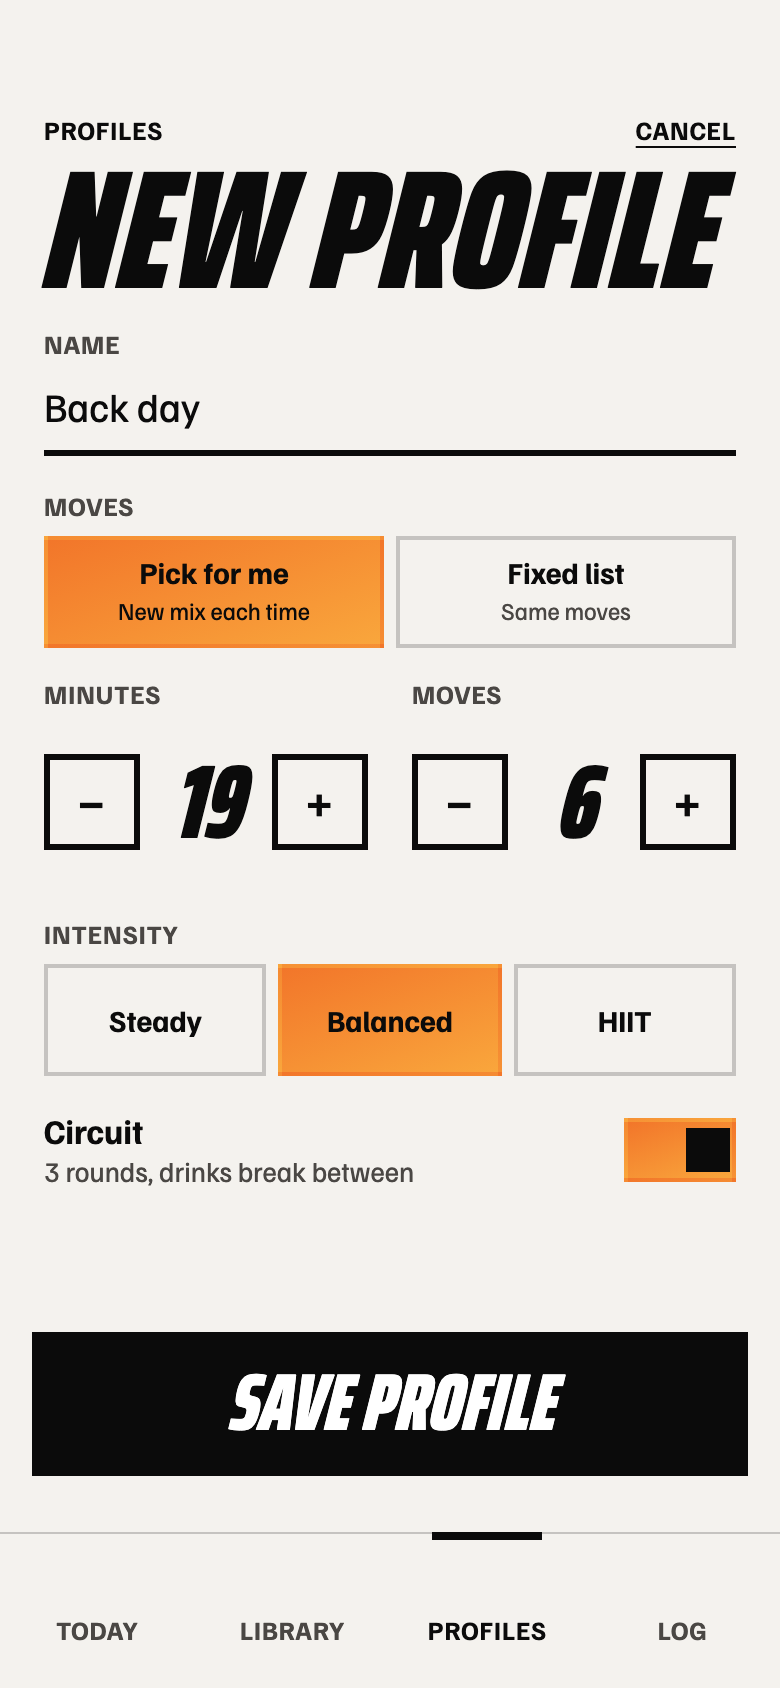 PROFILES
CANCEL
NEW PROFILE
NAME
Back day
MOVES
Pick for me
New mix each time
Fixed list
Same moves
MINUTES
MOVES
− 19 +
− 6 +
INTENSITY
Steady
Balanced
HIIT
Circuit
3 rounds, drinks break between
SAVE PROFILE
TODAY
LIBRARY
PROFILES
LOG